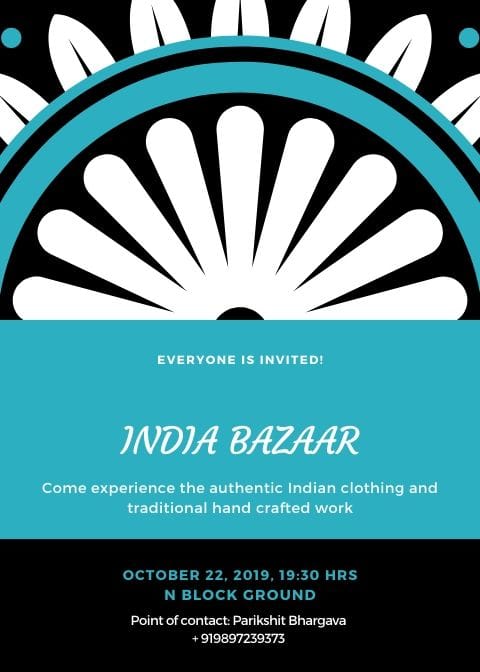 EVERYONE IS INVITED!
INDIA BAZAAR
Come experience the authentic Indian clothing and
traditional hand crafted work
OCTOBER 22, 2019, 19:30 HRS
N BLOCK GROUND
Point of contact: Parikshit Bhargava
+919897239373